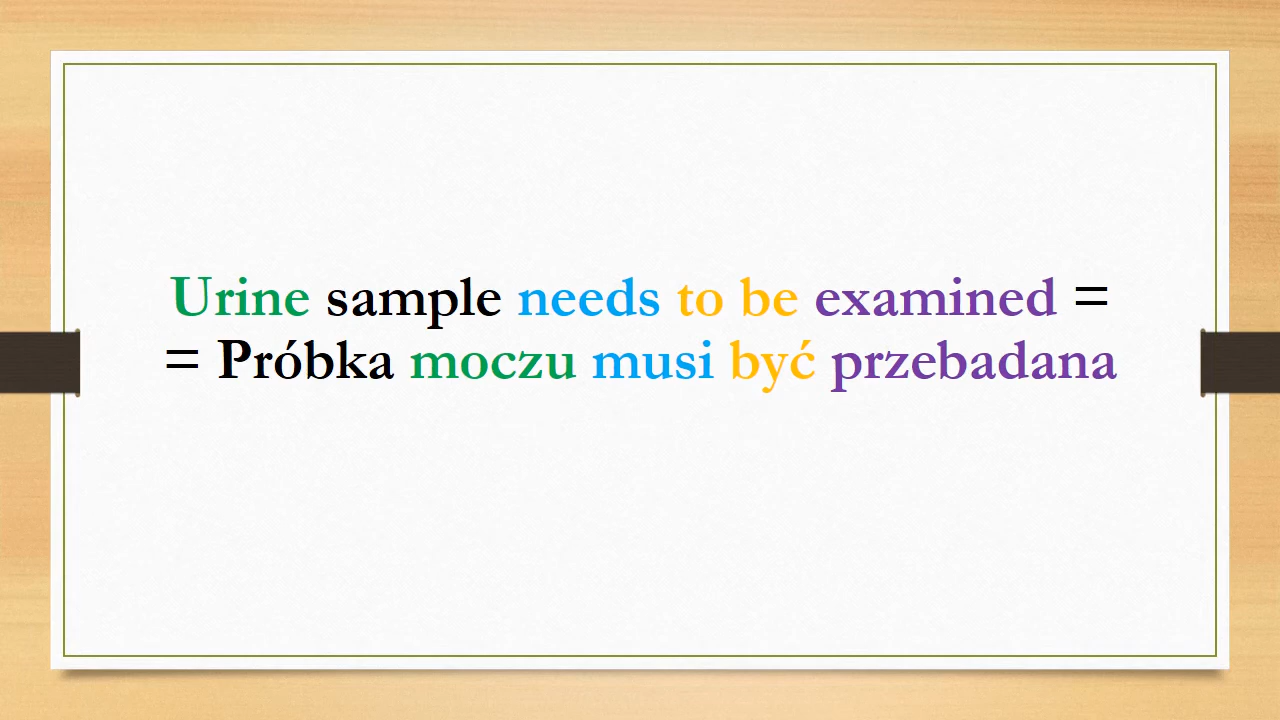 Urine sample needs to be examined =
= Próbka moczu musi być przebadana